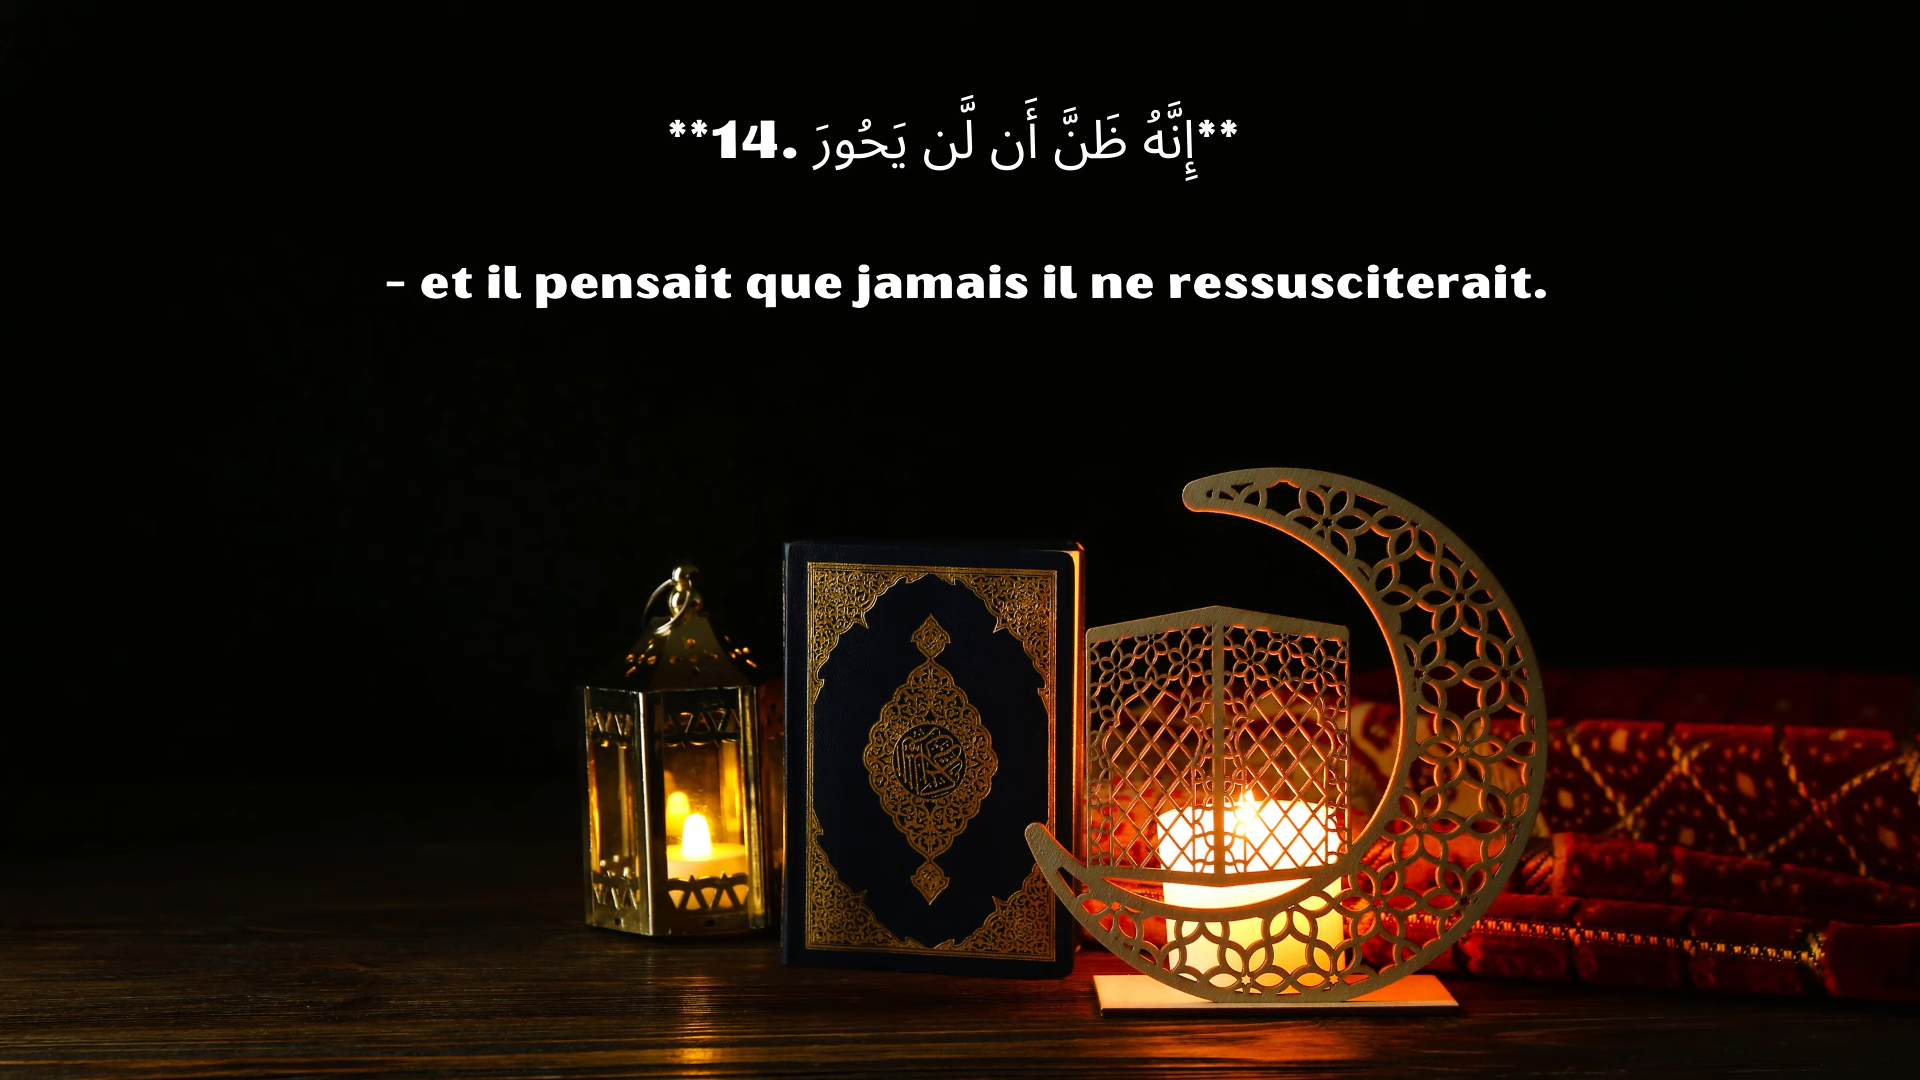 **14. إِنَّهُ ظَنَّ أَن لَّن يَحُورَ**
- et il pensait que jamais il ne ressusciterait.